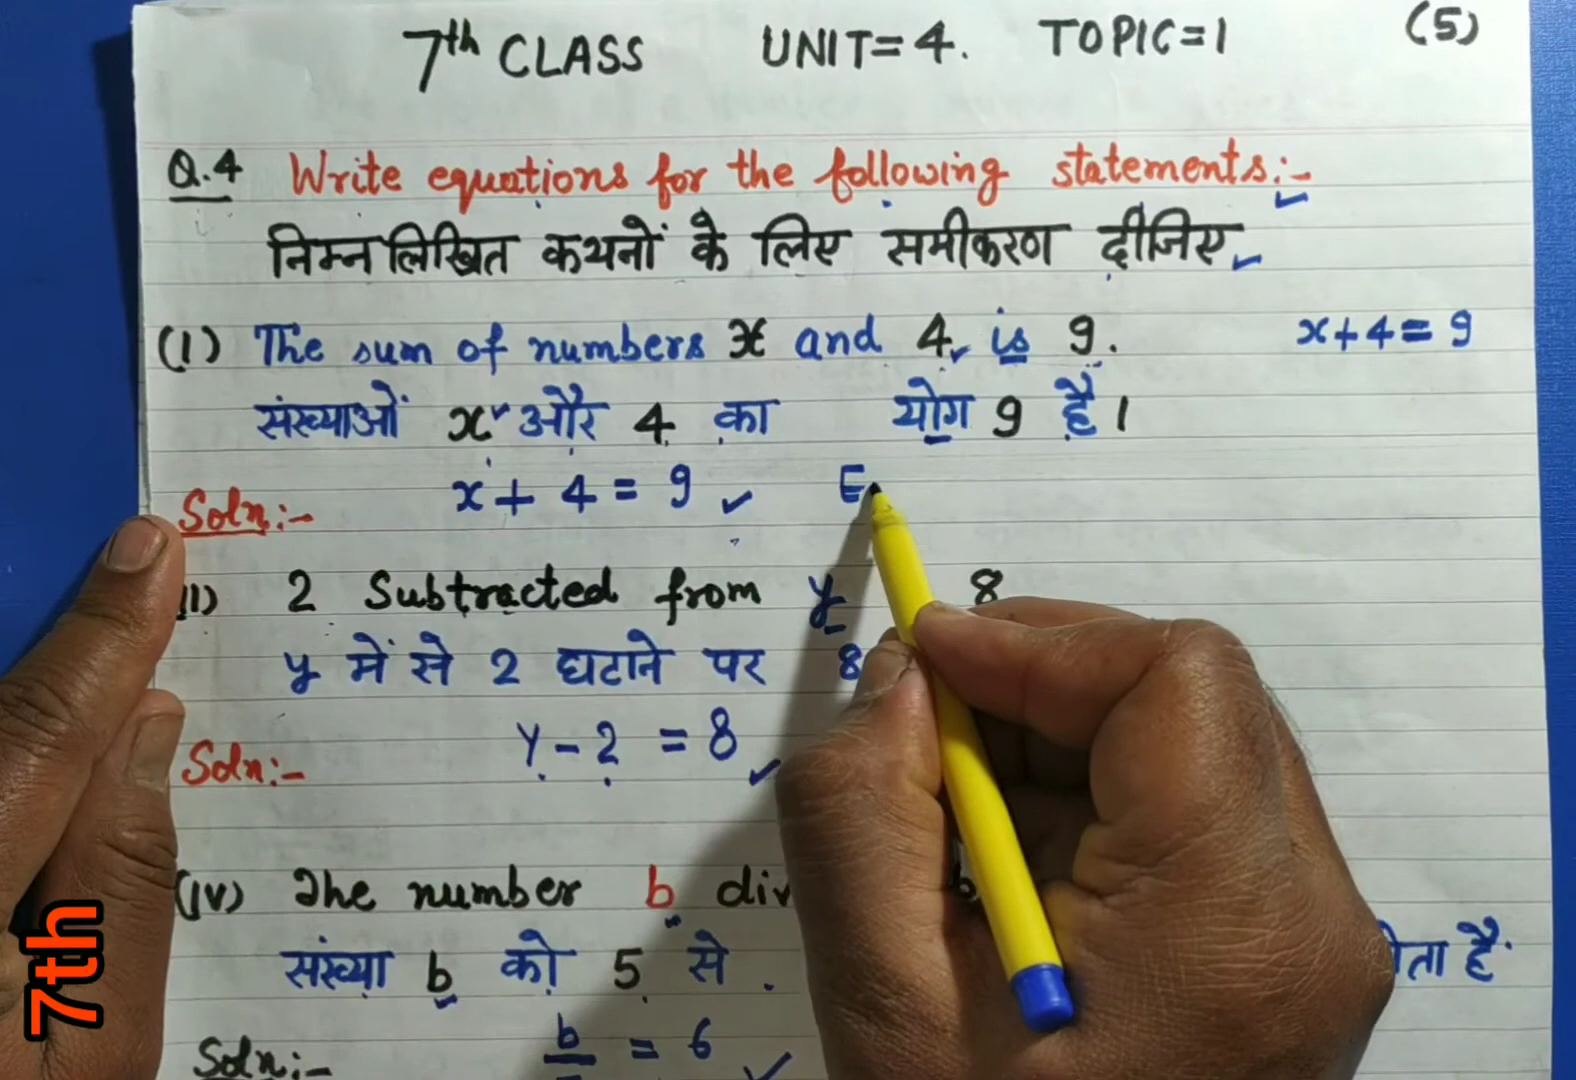 7th CLASS UNIT=4. TOPIC=1 (5)
Q.4 Write equations for the following statements:-
निम्नलिखित कथनों के लिए समीकरण दीजिए
(1) The sum of numbers x and 4 is 9. x+4=9
संख्याओं x और 4 का योग 9 है।
Soln:- x + 4 = 9 E
2 Subtracted from y 8
y में से 2 घटाने पर 8
Soln:- y - 2 = 8
(IV) The number b
संख्या b को 5 से
Soln:- b = 6
7th